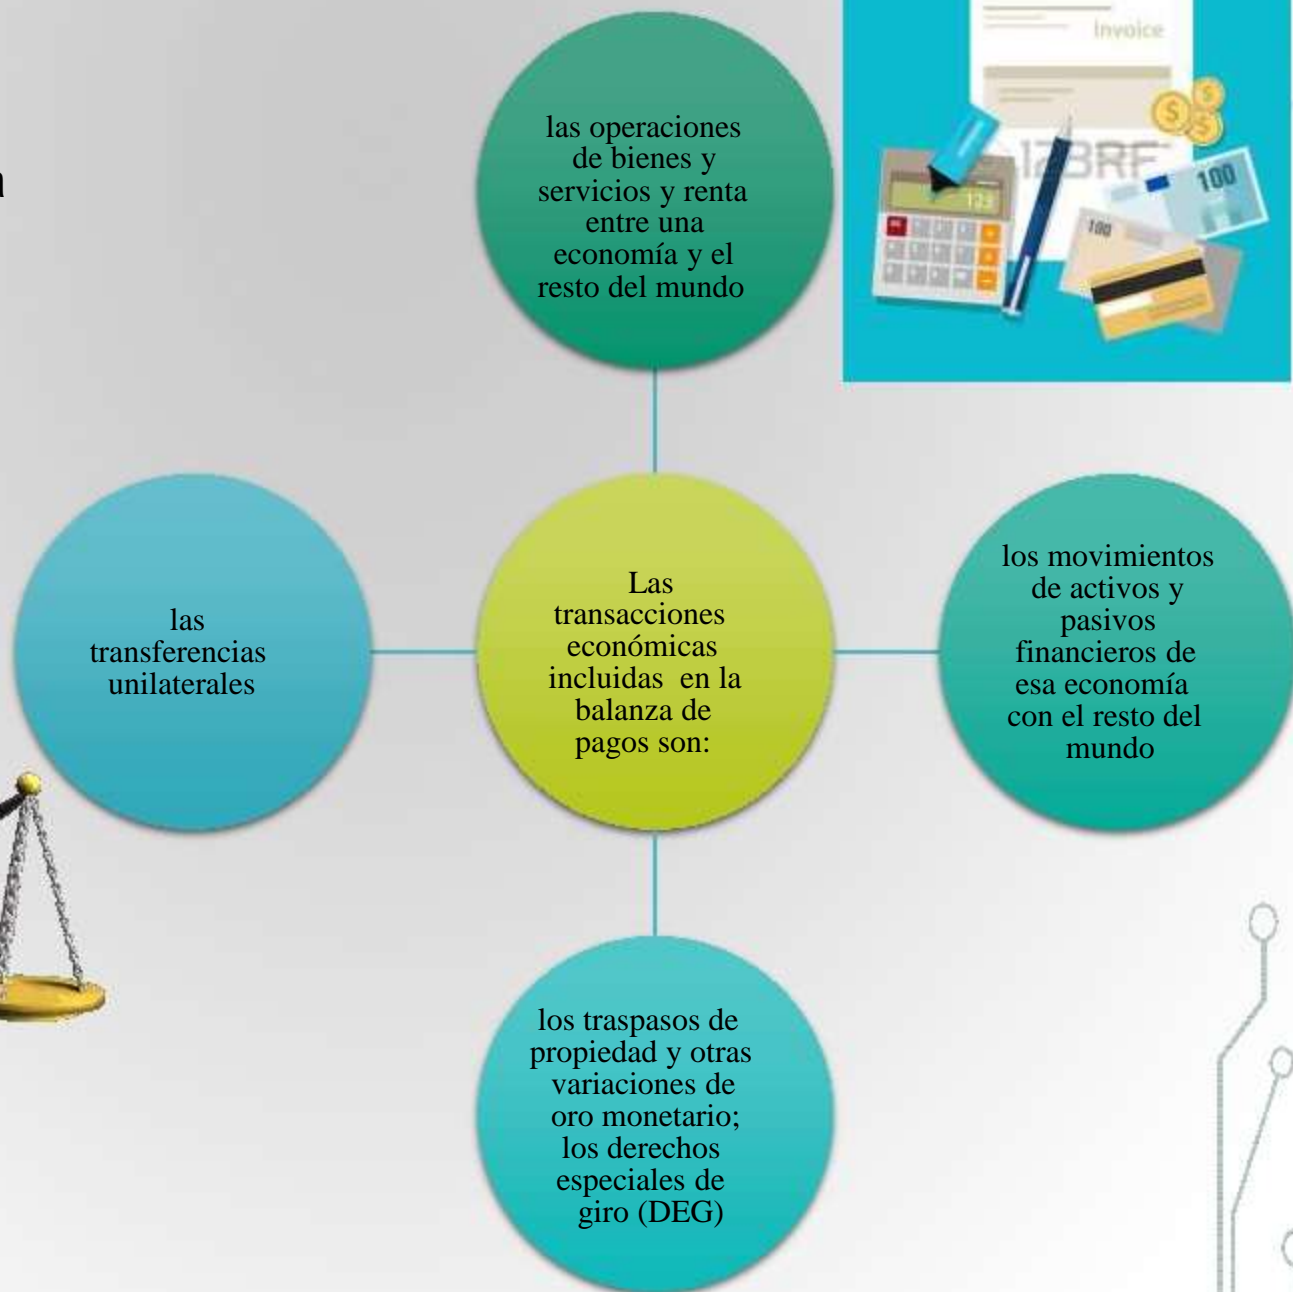 Invoice
123RF
123
100
100
las operaciones
de bienes y
servicios y renta
entre una
economía y el
resto del mundo
las
transferencias
unilaterales
Las
transacciones
económicas
incluidas en la
balanza de
pagos son:
los movimientos
de activos y
pasivos
financieros de
esa economía
con el resto del
mundo
los traspasos de
propiedad y otras
variaciones de
oro monetario;
los derechos
especiales de
giro (DEG)